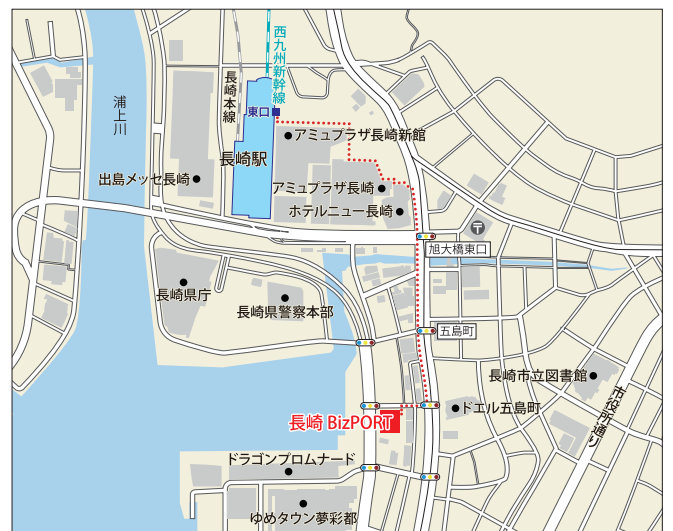 西九州新幹線
長崎本線
浦上川
東口
アミュプラザ長崎新館
長崎駅
出島メッセ長崎
アミュプラザ長崎
ホテルニュー長崎
〒
旭大橋東口
長崎県庁
長崎県警察本部
五島町
長崎市立図書館
市役所通り
ドエル五島町
長崎 BizPORT
ドラゴンプロムナード
ゆめタウン夢彩都